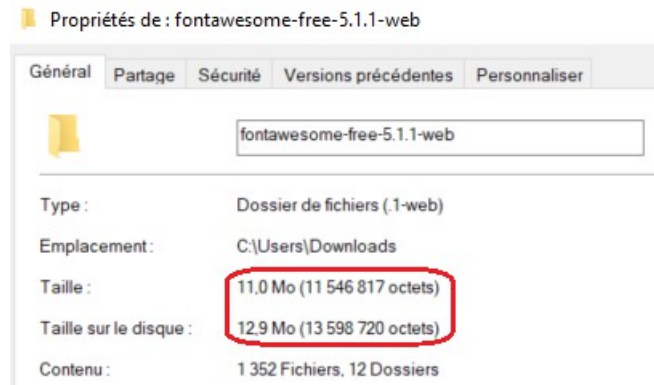 Propriétés de : fontawesome-free-5.1.1-web
Général Partage Sécurité Versions précédentes Personnaliser
fontawesome-free-5.1.1-web
Type : Dossier de fichiers (.1-web)
Emplacement : C:\Users\Downloads
Taille : 11,0 Mo (11 546 817 octets)
Taille sur le disque : 12,9 Mo (13 598 720 octets)
Contenu : 1 352 Fichiers, 12 Dossiers